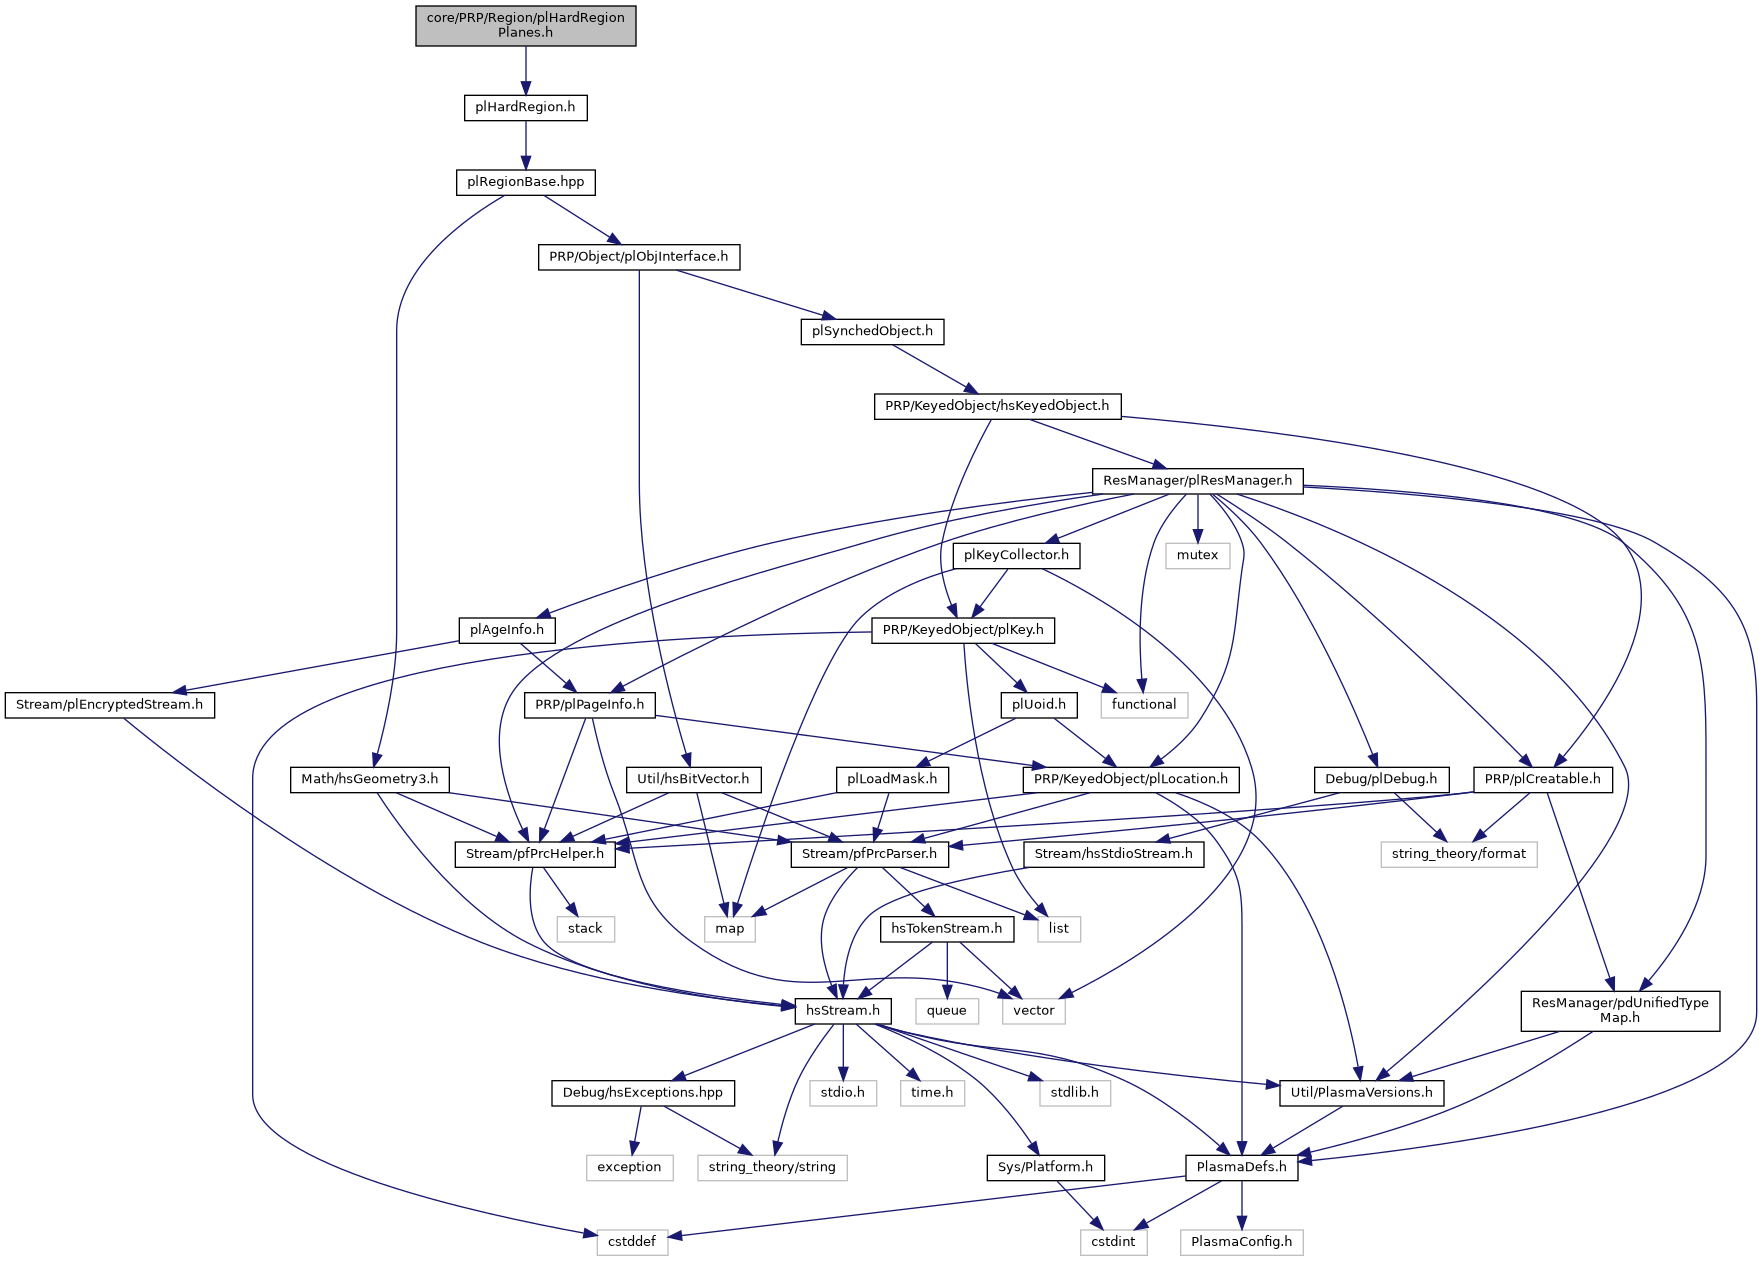 core/PRP/Region/plHardRegion
Planes.h
plHardRegion.h
plRegionBase.hpp
PRP/Object/plObjInterface.h
plSynchedObject.h
PRP/KeyedObject/hsKeyedObject.h
ResManager/plResManager.h
plKeyCollector.h
mutex
plAgeInfo.h
PRP/KeyedObject/plKey.h
Stream/plEncryptedStream.h
PRP/plPageInfo.h
plUoid.h
functional
Math/hsGeometry3.h
Util/hsBitVector.h
plLoadMask.h
PRP/KeyedObject/plLocation.h
Debug/plDebug.h
PRP/plCreatable.h
Stream/pfPrcHelper.h
Stream/pfPrcParser.h
Stream/hsStdioStream.h
string_theory/format
stack
map
hsTokenStream.h
list
hsStream.h
queue
vector
ResManager/pdUnifiedType
Map.h
Debug/hsExceptions.hpp
stdio.h
time.h
stdlib.h
Util/PlasmaVersions.h
exception
string_theory/string
Sys/Platform.h
PlasmaDefs.h
cstddef
cstdint
PlasmaConfig.h